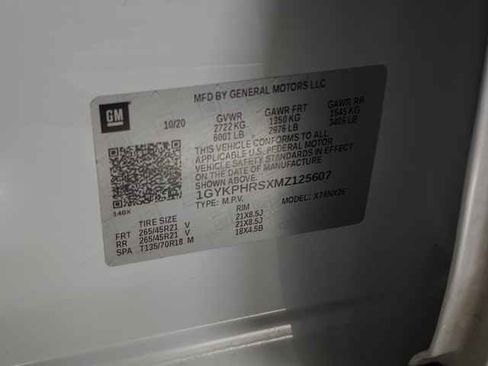 MFD BY GENERAL MOTORS LLC
GM
10/20 GVWR GAWR FRT GAWR RR
2722 KG 1350 KG 1545 KG
6001 LB 2976 LB 3406 LB
THIS VEHICLE CONFORMS TO ALL
APPLICABLE U.S. FEDERAL MOTOR
VEHICLE SAFETY STANDARDS IN EFFECT
ON THE DATE OF MANUFACTURE SHOWN ABOVE
1GYKPHRSXMZ125607
TYPE: M.P.V.
TIRE SIZE RIM
FRT 265/45R21 V 21X8.5J
RR 265/45R21 V 21X8.5J
SPA T135/70R18 M 18X4.5B